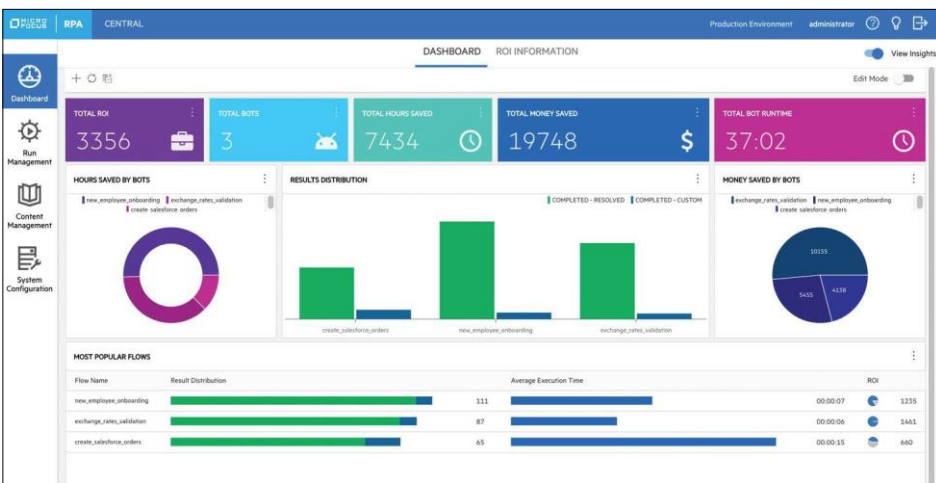 MICRO FOCUS RPA CENTRAL Production Environment administrator
DASHBOARD ROI INFORMATION View Insights
Edit Mode
Dashboard
Run Management
Content Management
System Configuration
TOTAL ROI
3356
TOTAL BOTS
3
TOTAL HOURS SAVED
7434
TOTAL MONEY SAVED
19748
$
TOTAL BOT RUNTIME
37:02
HOURS SAVED BY BOTS
new_employee_onboarding exchange_rates_validation
create salesforce orders
RESULTS DISTRIBUTION
COMPLETED - RESOLVED COMPLETED - CUSTOM
create_salesforce_orders new_employee_onboarding exchange_rates_validation
MONEY SAVED BY BOTS
exchange_rates_validation new_employee_onboarding
create salesforce orders
10155
5455 4138
MOST POPULAR FLOWS
Flow Name Result Distribution Average Execution Time ROI
new_employee_onboarding 111 00:00:07 1235
exchange_rates_validation 87 00:00:06 1461
create_salesforce_orders 65 00:00:15 660